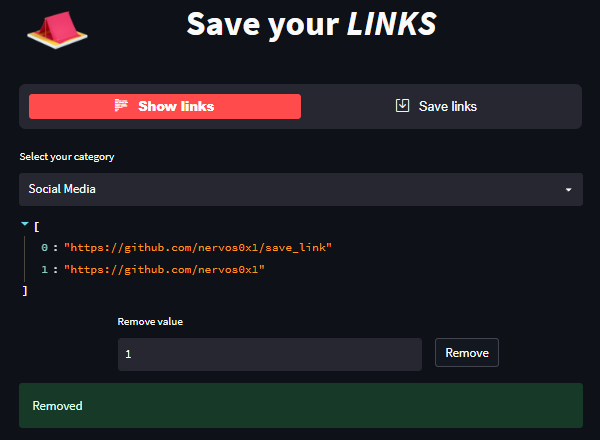 Save your LINKS
Show links
Save links
Select your category
Social Media
[
0 : "https://github.com/nervos0x1/save_link"
1 : "https://github.com/nervos0x1"
]
Remove value
1
Remove
Removed